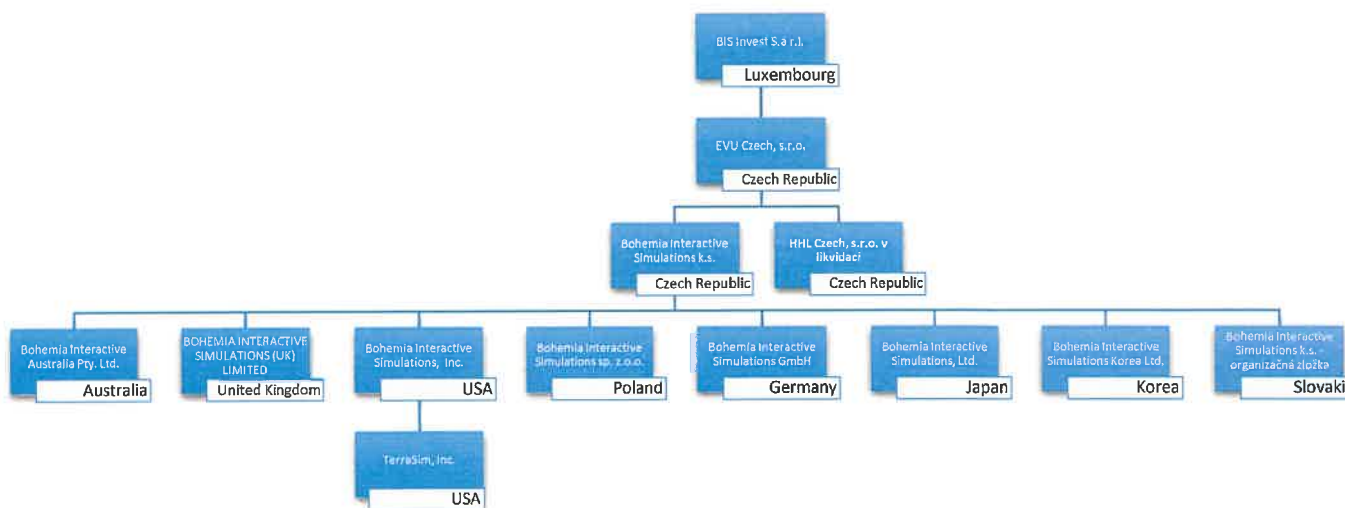 BIS Invest S.à r.l.
Luxembourg
EVU Czech, s.r.o.
Czech Republic
Bohemia Interactive
Simulations k.s.
Czech Republic
HHL Czech, s.r.o. v
likvidaci
Czech Republic
Bohemia Interactive
Australia Pty. Ltd.
Australia
BOHEMIA INTERACTIVE
SIMULATIONS (UK)
LIMITED
United Kingdom
Bohemia Interactive
Simulations, Inc.
USA
Bohemia Interactive
Simulations sp. z.o.o.
Poland
Bohemia Interactive
Simulations GmbH
Germany
Bohemia Interactive
Simulations, Ltd.
Japan
Bohemia Interactive
Simulations Korea Ltd.
Korea
Bohemia Interactive
Simulations k.s. -
organizačná zložka
Slovaki
TerraSim, Inc.
USA